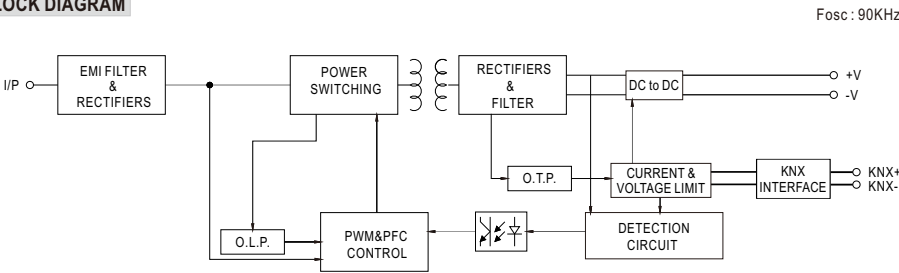 BLOCK DIAGRAM
Fosc : 90KHz
I/P
EMI FILTER
&
RECTIFIERS
POWER
SWITCHING
RECTIFIERS
&
FILTER
DC to DC
+V
-V
O.T.P.
CURRENT &
VOLTAGE LIMIT
KNX
INTERFACE
KNX+
KNX-
O.L.P.
PWM&PFC
CONTROL
DETECTION
CIRCUIT